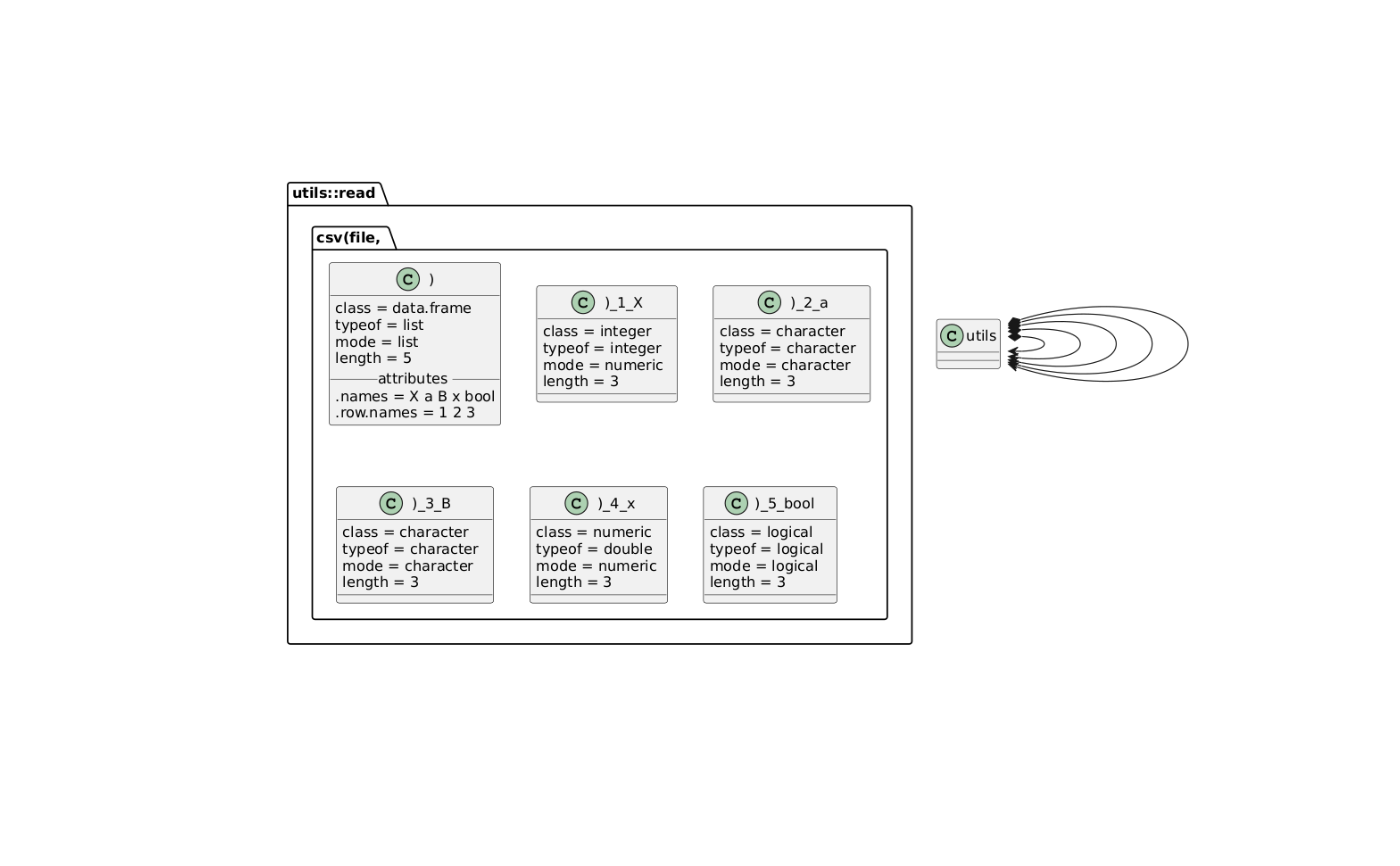 utils::read
csv(file,
C )
class = data.frame
typeof = list
mode = list
length = 5
attributes
.names = X a B x bool
.row.names = 1 2 3
C )_1_X
class = integer
typeof = integer
mode = numeric
length = 3
C )_2_a
class = character
typeof = character
mode = character
length = 3
C utils
C )_3_B
class = character
typeof = character
mode = character
length = 3
C )_4_x
class = numeric
typeof = double
mode = numeric
length = 3
C )_5_bool
class = logical
typeof = logical
mode = logical
length = 3